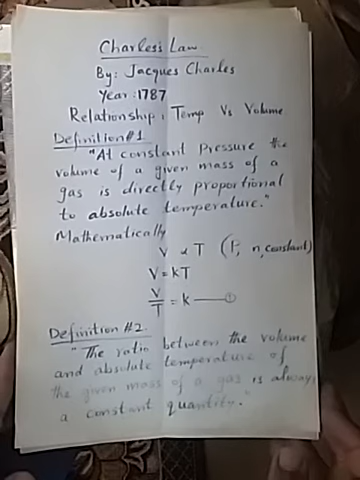 Charles's Law.
By: Jacques Charles
Year: 1787
Relationship: Temp Vs Volume
Definition#1
"At constant Pressure the
volume of a given mass of a
gas is directly proportional
to absolute temperature."
Mathematically
V ∝ T (P, n, constant)
V = kT
V/T = k —— ①
Definition #2.
"The ratio between the volume
and absolute temperature of
the given mass of a gas is always
a constant quantity."